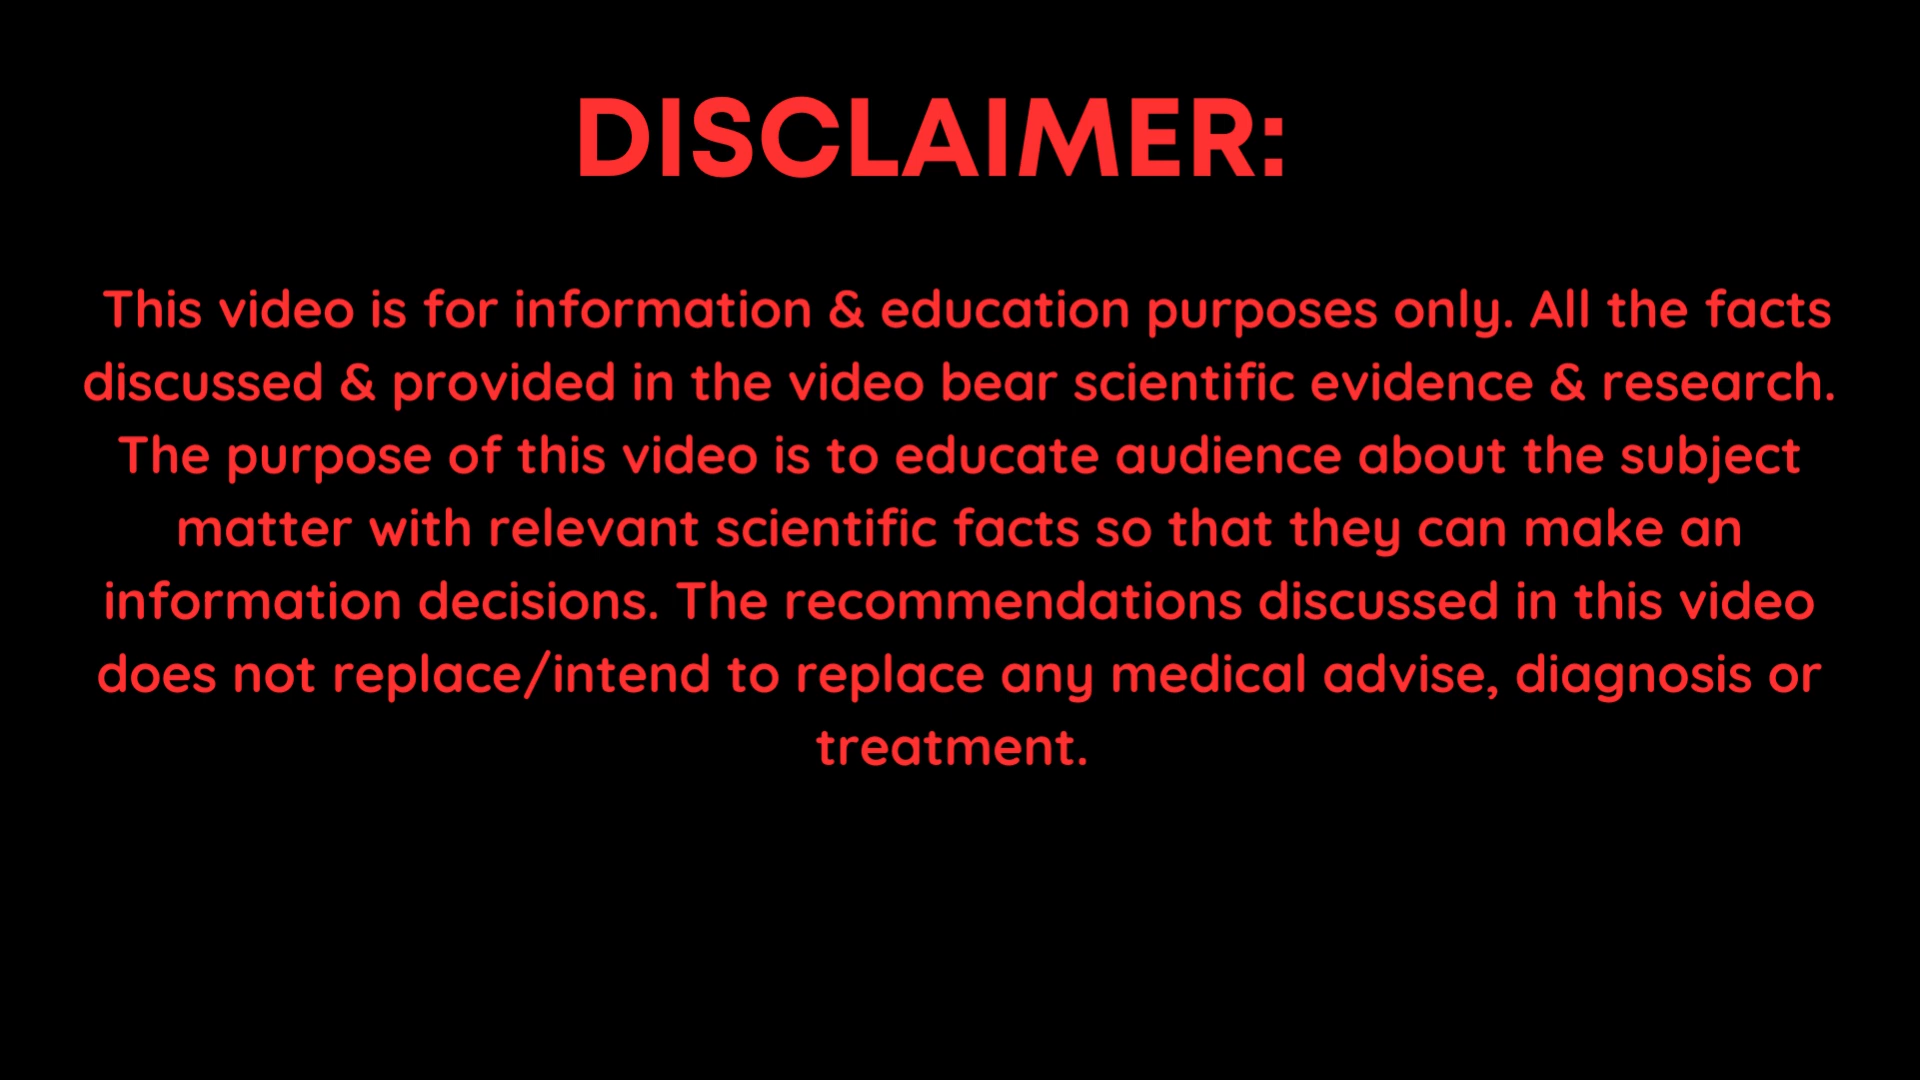 DISCLAIMER:
This video is for information & education purposes only. All the facts
discussed & provided in the video bear scientific evidence & research.
The purpose of this video is to educate audience about the subject
matter with relevant scientific facts so that they can make an
information decisions. The recommendations discussed in this video
does not replace/intend to replace any medical advise, diagnosis or
treatment.